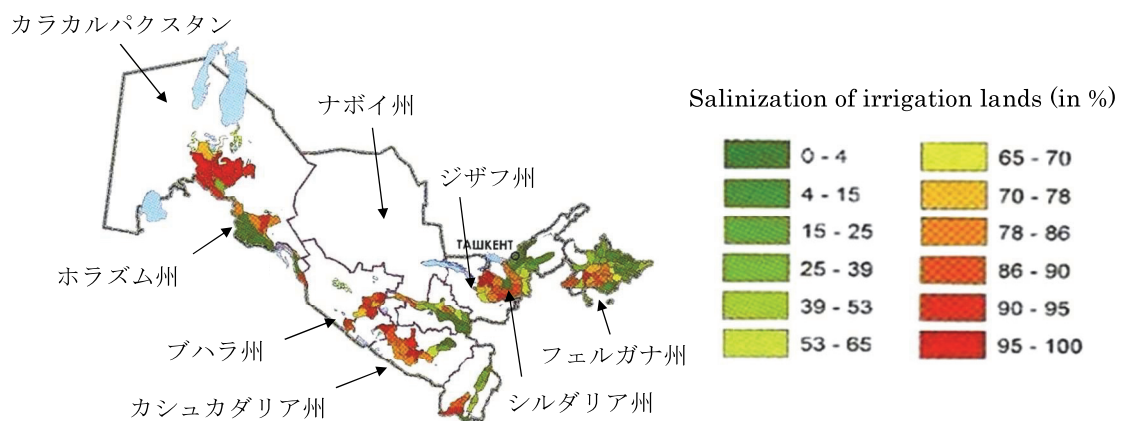 カラカルパクスタン
ナボイ州
ジザフ州
ТАШКЕНТ
ホラズム州
ブハラ州
カシュカダリア州
シルダリア州
フェルガナ州
Salinization of irrigation lands (in %)
0 - 4
4 - 15
15 - 25
25 - 39
39 - 53
53 - 65
65 - 70
70 - 78
78 - 86
86 - 90
90 - 95
95 - 100